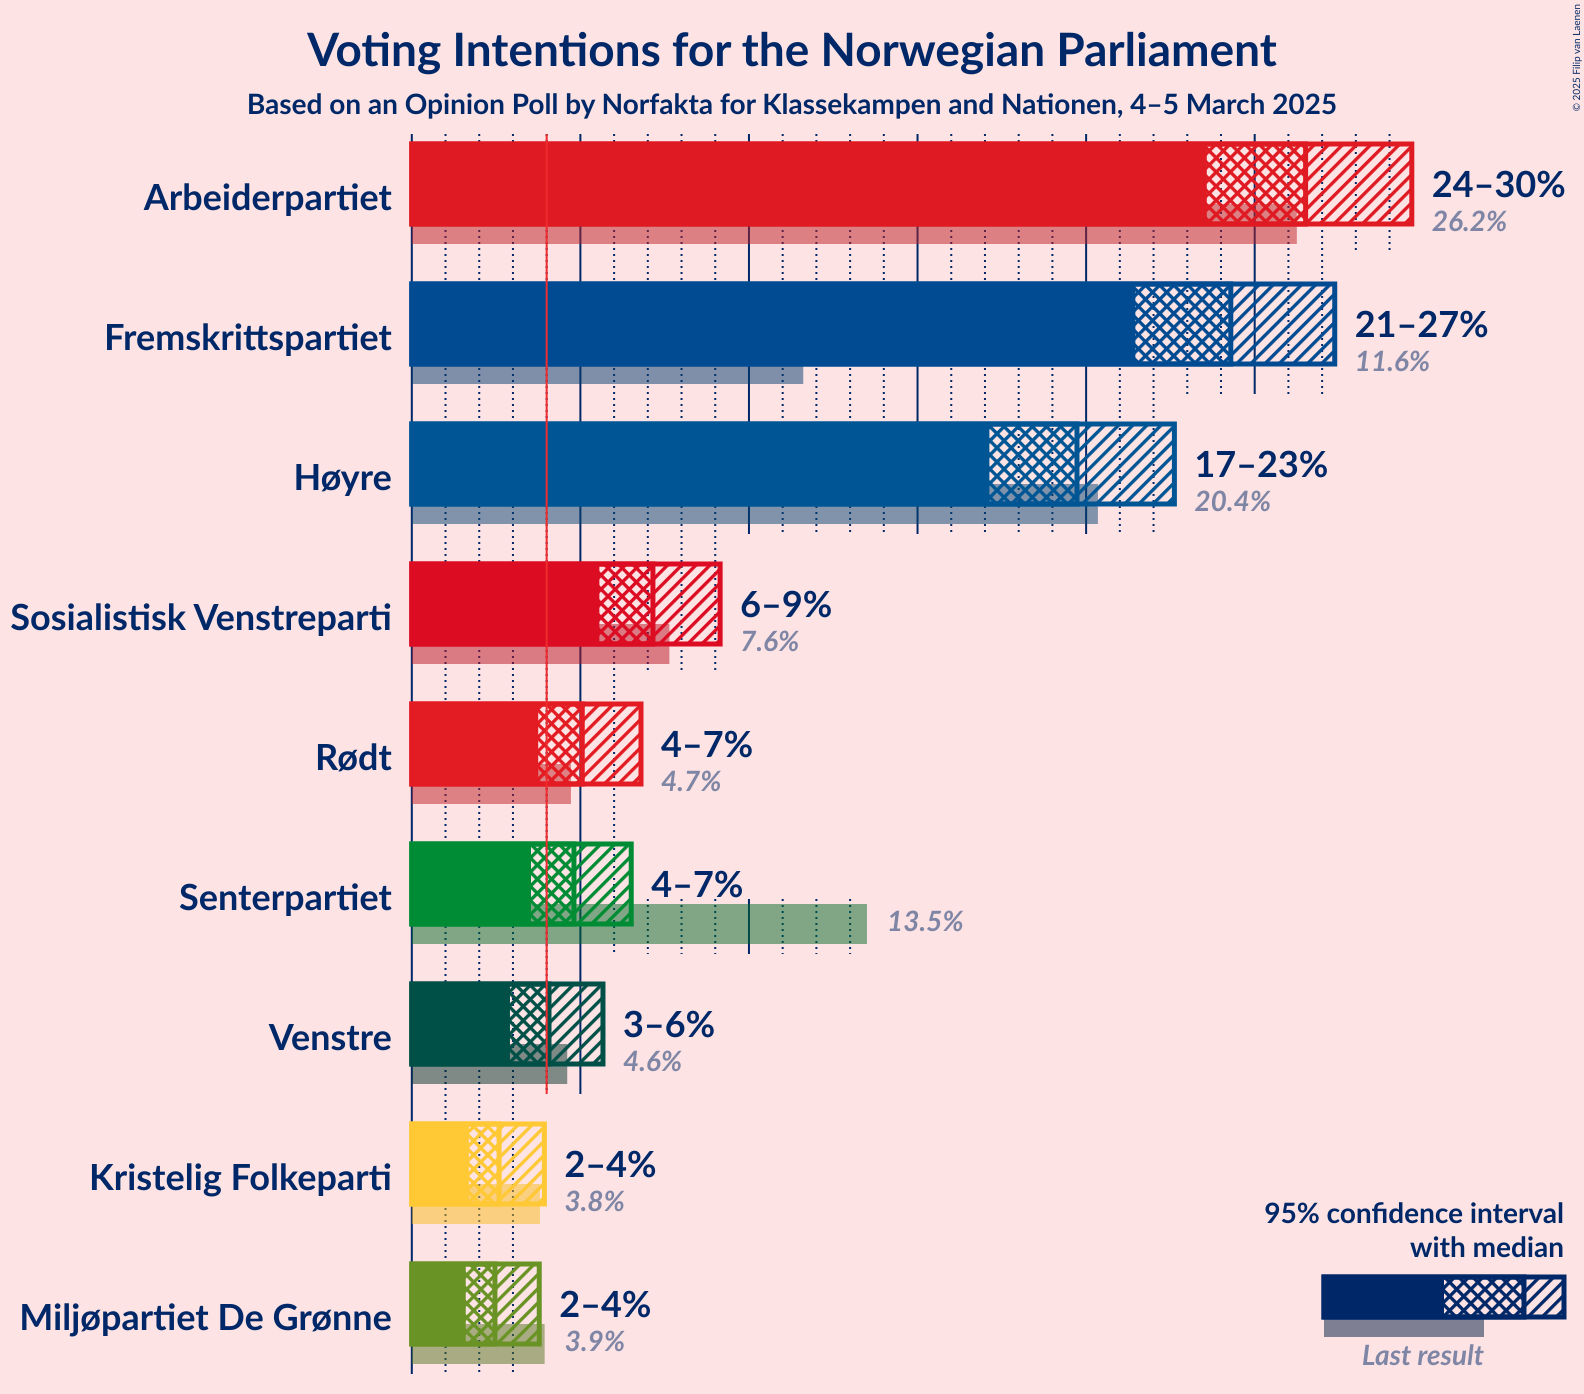 Voting Intentions for the Norwegian Parliament
Based on an Opinion Poll by Norfakta for Klassekampen and Nationen, 4–5 March 2025
© 2025 Filip van Laenen
Arbeiderpartiet
24–30%
26.2%
Fremskrittspartiet
21–27%
11.6%
Høyre
17–23%
20.4%
Sosialistisk Venstreparti
6–9%
7.6%
Rødt
4–7%
4.7%
Senterpartiet
4–7%
13.5%
Venstre
3–6%
4.6%
Kristelig Folkeparti
2–4%
3.8%
Miljøpartiet De Grønne
2–4%
3.9%
95% confidence interval
with median
Last result